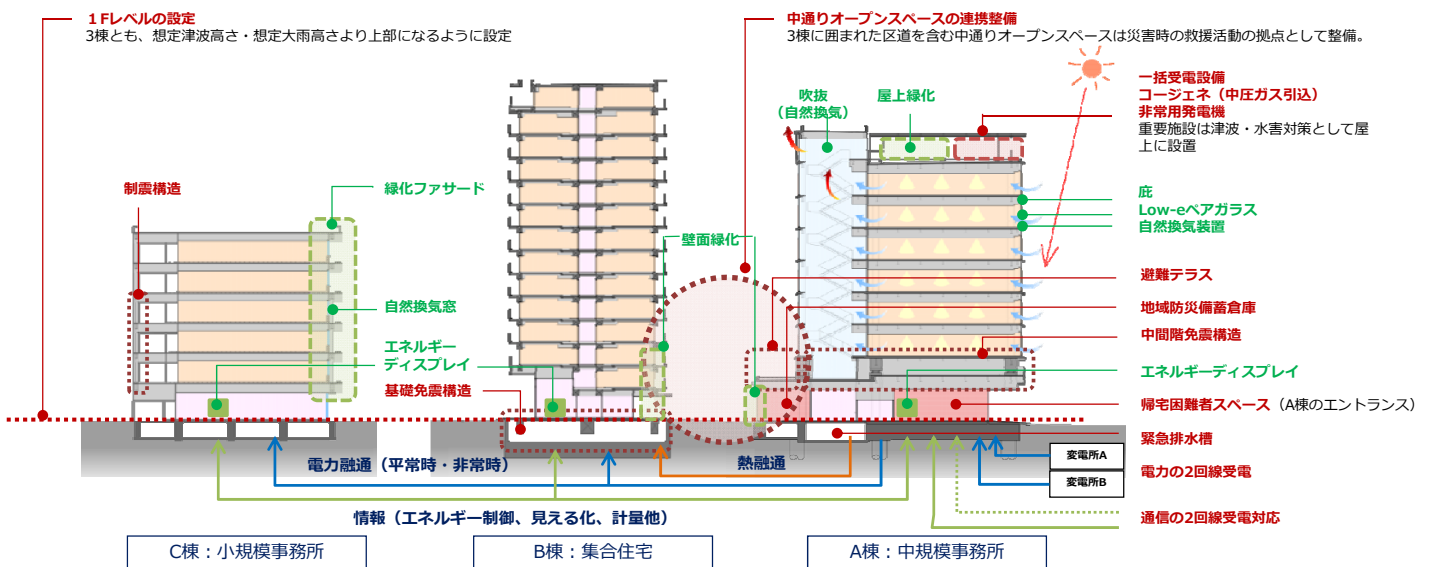 １Fレベルの設定
3棟とも、想定津波高さ・想定大雨高さより上部になるように設定
中通りオープンスペースの連携整備
3棟に囲まれた区道を含む中通りオープンスペースは災害時の救援活動の拠点として整備。
一括受電設備
コージェネ（中圧ガス引込）
非常用発電機
重要施設は津波・水害対策として屋
上に設置
吹抜
（自然換気）
屋上緑化
制震構造
緑化ファサード
庇
Low-eペアガラス
自然換気装置
壁面緑化
避難テラス
自然換気窓
地域防災備蓄倉庫
中間階免震構造
エネルギー
ディスプレイ
エネルギーディスプレイ
基礎免震構造
帰宅困難者スペース（A棟のエントランス）
緊急排水槽
電力融通（平常時・非常時）
熱融通
変電所A
変電所B
電力の2回線受電
情報（エネルギー制御、見える化、計量他）
通信の2回線受電対応
C棟：小規模事務所
B棟：集合住宅
A棟：中規模事務所